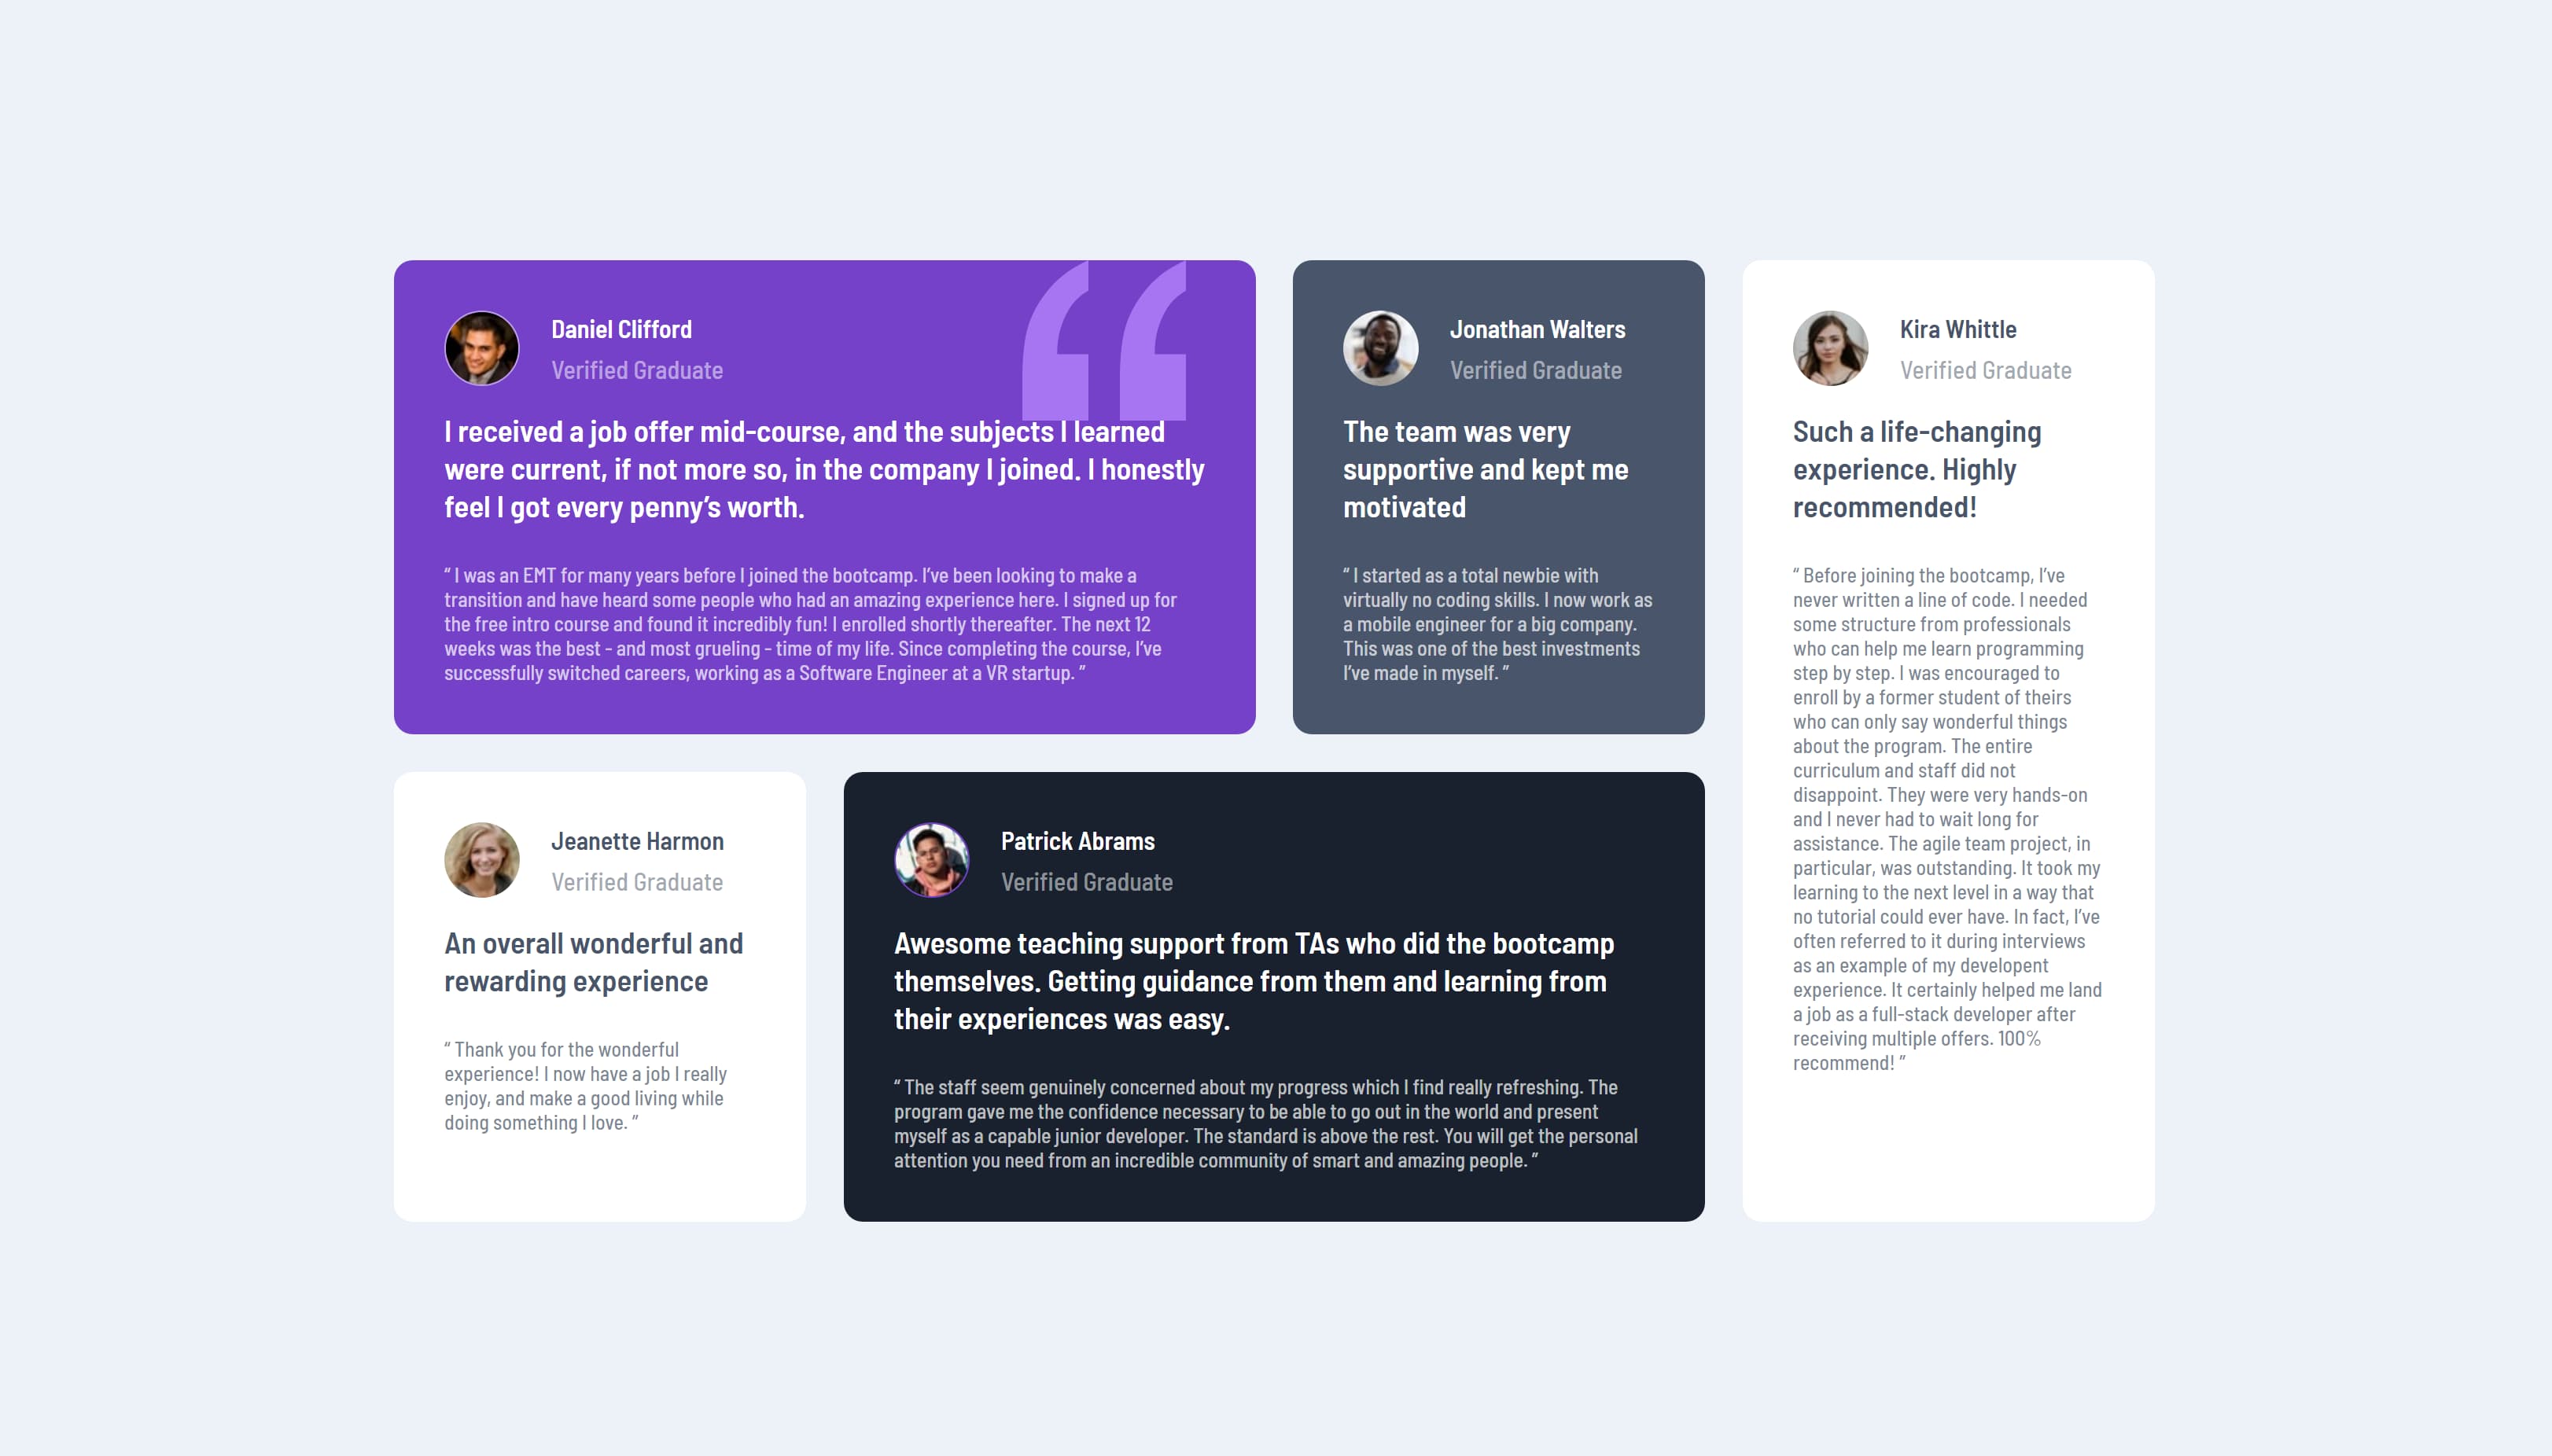 Daniel Clifford
Verified Graduate
I received a job offer mid-course, and the subjects I learned
were current, if not more so, in the company I joined. I honestly
feel I got every penny’s worth.
“ I was an EMT for many years before I joined the bootcamp. I’ve been looking to make a
transition and have heard some people who had an amazing experience here. I signed up for
the free intro course and found it incredibly fun! I enrolled shortly thereafter. The next 12
weeks was the best - and most grueling - time of my life. Since completing the course, I’ve
successfully switched careers, working as a Software Engineer at a VR startup. ”
Jonathan Walters
Verified Graduate
The team was very
supportive and kept me
motivated
“ I started as a total newbie with
virtually no coding skills. I now work as
a mobile engineer for a big company.
This was one of the best investments
I’ve made in myself. ”
Kira Whittle
Verified Graduate
Such a life-changing
experience. Highly
recommended!
“ Before joining the bootcamp, I’ve
never written a line of code. I needed
some structure from professionals
who can help me learn programming
step by step. I was encouraged to
enroll by a former student of theirs
who can only say wonderful things
about the program. The entire
curriculum and staff did not
disappoint. They were very hands-on
and I never had to wait long for
assistance. The agile team project, in
particular, was outstanding. It took my
learning to the next level in a way that
no tutorial could ever have. In fact, I’ve
often referred to it during interviews
as an example of my developent
experience. It certainly helped me land
a job as a full-stack developer after
receiving multiple offers. 100%
recommend! ”
Jeanette Harmon
Verified Graduate
An overall wonderful and
rewarding experience
“ Thank you for the wonderful
experience! I now have a job I really
enjoy, and make a good living while
doing something I love. ”
Patrick Abrams
Verified Graduate
Awesome teaching support from TAs who did the bootcamp
themselves. Getting guidance from them and learning from
their experiences was easy.
“ The staff seem genuinely concerned about my progress which I find really refreshing. The
program gave me the confidence necessary to be able to go out in the world and present
myself as a capable junior developer. The standard is above the rest. You will get the personal
attention you need from an incredible community of smart and amazing people. ”